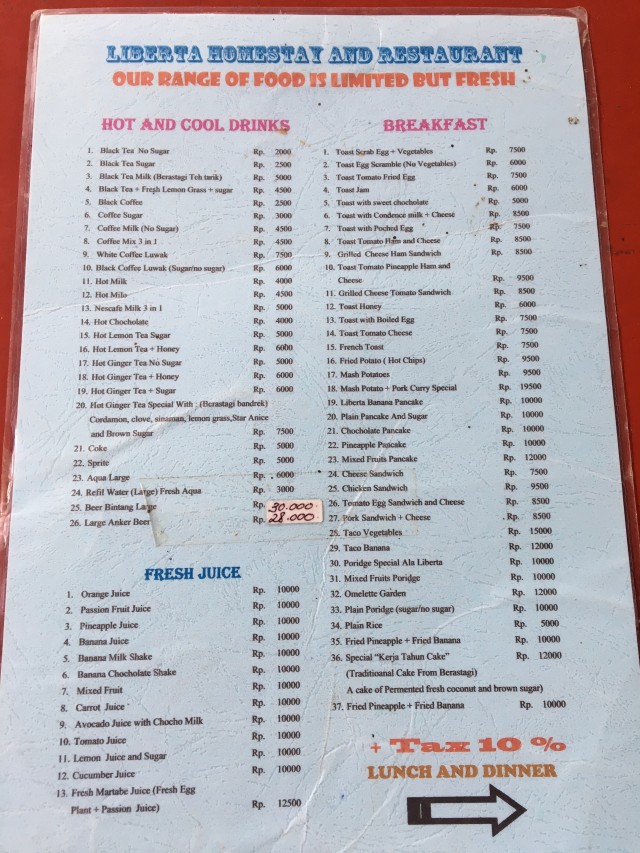 LIBERTA HOMESTAY AND RESTAURANT
OUR RANGE OF FOOD IS LIMITED BUT FRESH
HOT AND COOL DRINKS
1. Black Tea No Sugar Rp. 2000
2. Black Tea Sugar Rp. 2500
3. Black Tea Milk (Berastagi Teh tarik) Rp. 5000
4. Black Tea + Fresh Lemon Grass + sugar Rp. 4500
5. Black Coffee Rp. 2500
6. Coffee Sugar Rp. 3000
7. Coffee Milk (No Sugar) Rp. 4500
8. Coffee Mix 3 in 1 Rp. 4500
9. White Coffee Luwak Rp. 7500
10. Black Coffee Luwak (Sugar/no sugar) Rp. 6000
11. Hot Milk Rp. 4000
12. Hot Milo Rp. 4500
13. Nescafe Milk 3 in 1 Rp. 5000
14. Hot Chocholate Rp. 4000
15. Hot Lemon Tea Sugar Rp. 5000
16. Hot Lemon Tea + Honey Rp. 6000
17. Hot Ginger Tea No Sugar Rp. 5000
18. Hot Ginger Tea + Honey Rp. 6000
19. Hot Ginger Tea + Sugar Rp. 6000
20. Hot Ginger Tea Special With : (Berastagi bandrek)
Cordamon, clove, sinaman, lemon grass,Star Anice
and Brown Sugar Rp. 7500
21. Coke Rp. 5000
22. Sprite Rp. 5000
23. Aqua Large Rp. 6000
24. Refil Water (Large) Fresh Aqua Rp. 3000
25. Beer Bintang Large Rp. 30.000
26. Large Anker Beer Rp. 28.000
FRESH JUICE
1. Orange Juice Rp. 10000
2. Passion Fruit Juice Rp. 10000
3. Pineapple Juice Rp. 10000
4. Banana Juice Rp. 10000
5. Banana Milk Shake Rp. 10000
6. Banana Chocholate Shake Rp. 10000
7. Mixed Fruit Rp. 10000
8. Carrot Juice Rp. 10000
9. Avocado Juice with Chocho Milk Rp. 10000
10. Tomato Juice Rp. 10000
11. Lemon Juice and Sugar Rp. 10000
12. Cucumber Juice Rp. 10000
13. Fresh Martabe Juice (Fresh Egg
Plant + Passion Juice) Rp. 12500
BREAKFAST
1. Toast Scrab Egg + Vegetables Rp. 7500
2. Toast Egg Scramble (No Vegetables) Rp. 6000
3. Toast Tomato Fried Egg Rp. 7500
4. Toast Jam Rp. 6000
5. Toast with sweet chocholate Rp. 5000
6. Toast with Condence milk + Cheese Rp. 8500
7. Toast with Poched Egg Rp. 7500
8. Toast Tomato Ham and Cheese Rp. 8500
9. Grilled Cheese Ham Sandwich Rp. 8500
10. Toast Tomato Pineapple Ham and
Cheese Rp. 9500
11. Grilled Cheese Tomato Sandwich Rp. 8500
12. Toast Honey Rp. 6000
13. Toast with Boiled Egg Rp. 7500
14. Toast Tomato Cheese Rp. 7500
15. French Toast Rp. 7500
16. Fried Potato ( Hot Chips) Rp. 9500
17. Mash Potatoes Rp. 9500
18. Mash Potato + Pork Curry Special Rp. 19500
19. Liberta Banana Pancake Rp. 10000
20. Plain Pancake And Sugar Rp. 10000
21. Chocholate Pancake Rp. 10000
22. Pineapple Pancake Rp. 10000
23. Mixed Fruits Pancake Rp. 12000
24. Cheese Sandwich Rp. 7500
25. Chicken Sandwich Rp. 9500
26. Tomato Egg Sandwich and Cheese Rp. 8500
27. Pork Sandwich + Cheese Rp. 8500
28. Taco Vegetables Rp. 15000
29. Taco Banana Rp. 12000
30. Poridge Special Ala Liberta Rp. 10000
31. Mixed Fruits Poridge Rp. 10000
32. Omelette Garden Rp. 12000
33. Plain Poridge (sugar/no sugar) Rp. 10000
34. Plain Rice Rp. 5000
35. Fried Pineapple + Fried Banana Rp. 10000
36. Special "Kerja Tahun Cake" Rp. 12000
(Traditioanal Cake From Berastagi)
A cake of Permented fresh coconut and brown sugar)
37. Fried Pineapple + Fried Banana Rp. 10000
+ Tax 10 %
LUNCH AND DINNER